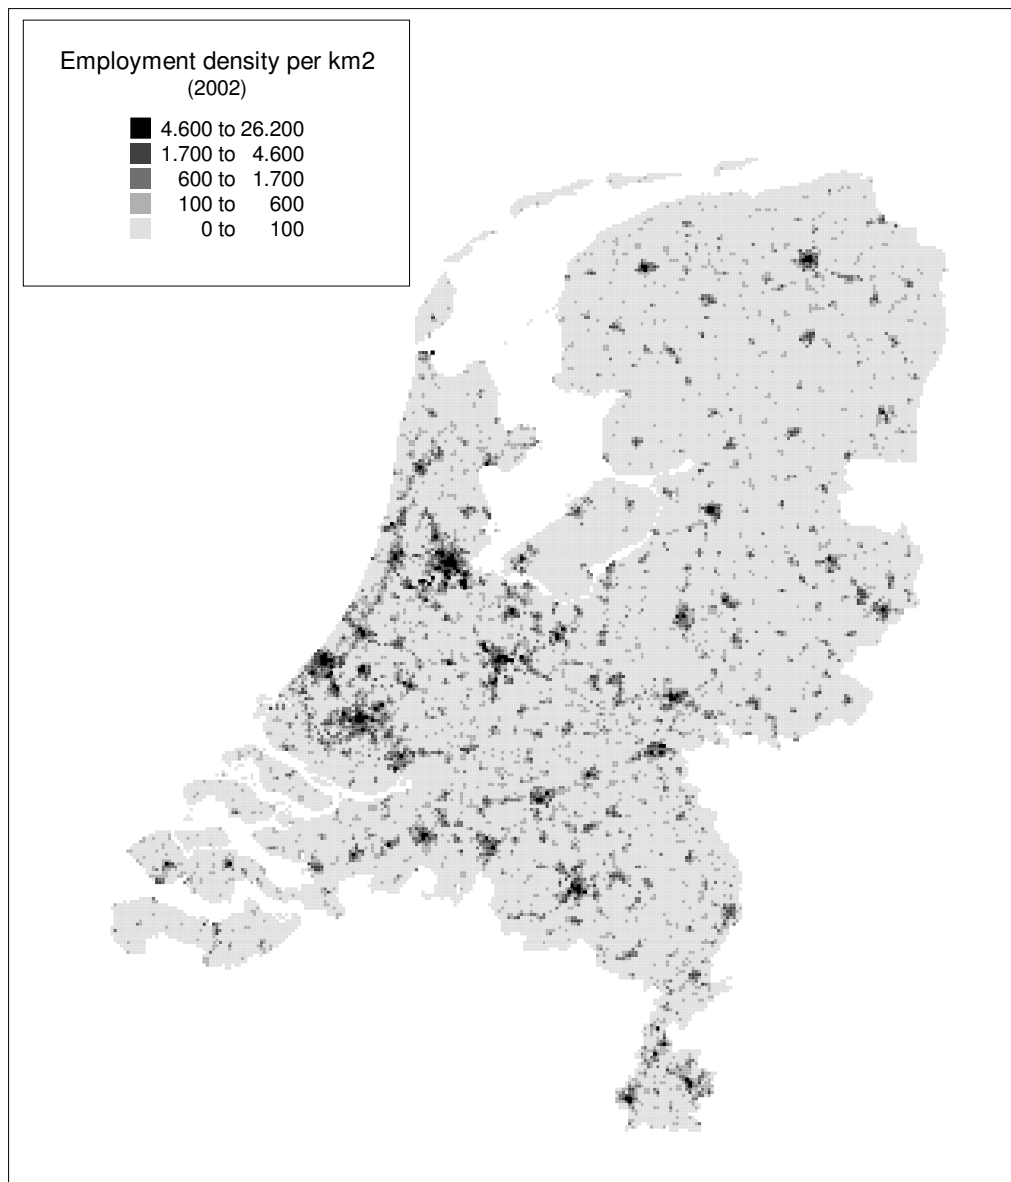 Employment density per km2
(2002)
4.600 to 26.200
1.700 to 4.600
600 to 1.700
100 to 600
0 to 100